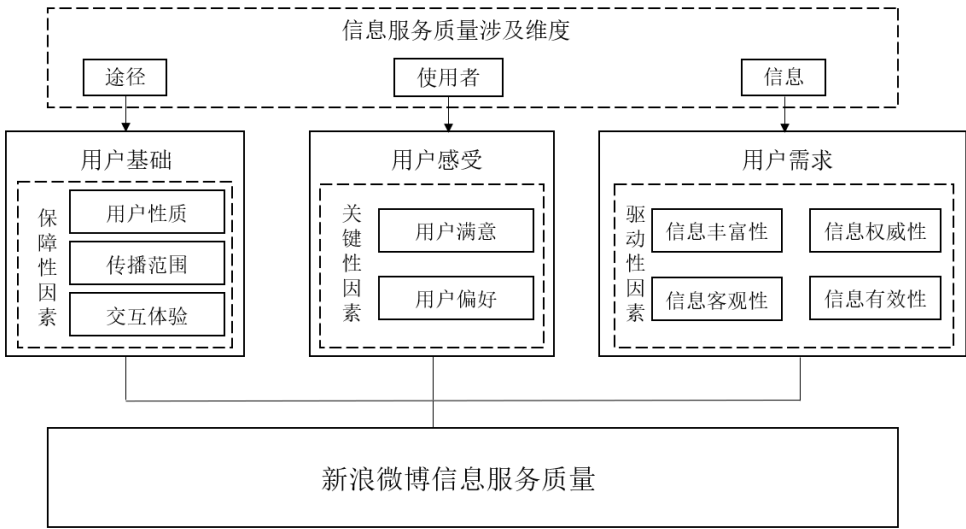 信息服务质量涉及维度
途径
使用者
信息
用户基础
保障性因素
用户性质
传播范围
交互体验
用户感受
关键性因素
用户满意
用户偏好
用户需求
驱动性因素
信息丰富性
信息权威性
信息客观性
信息有效性
新浪微博信息服务质量